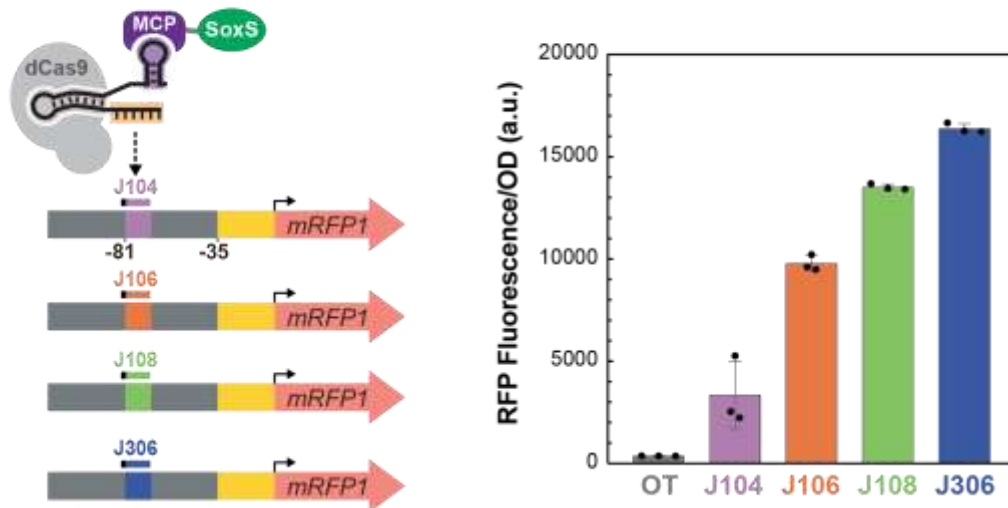 MCP
SoxS
dCas9
J104
mRFP1
-81
-35
J106
mRFP1
J108
mRFP1
J306
mRFP1
RFP Fluorescence/OD (a.u.)
20000
15000
10000
5000
0
OT J104 J106 J108 J306